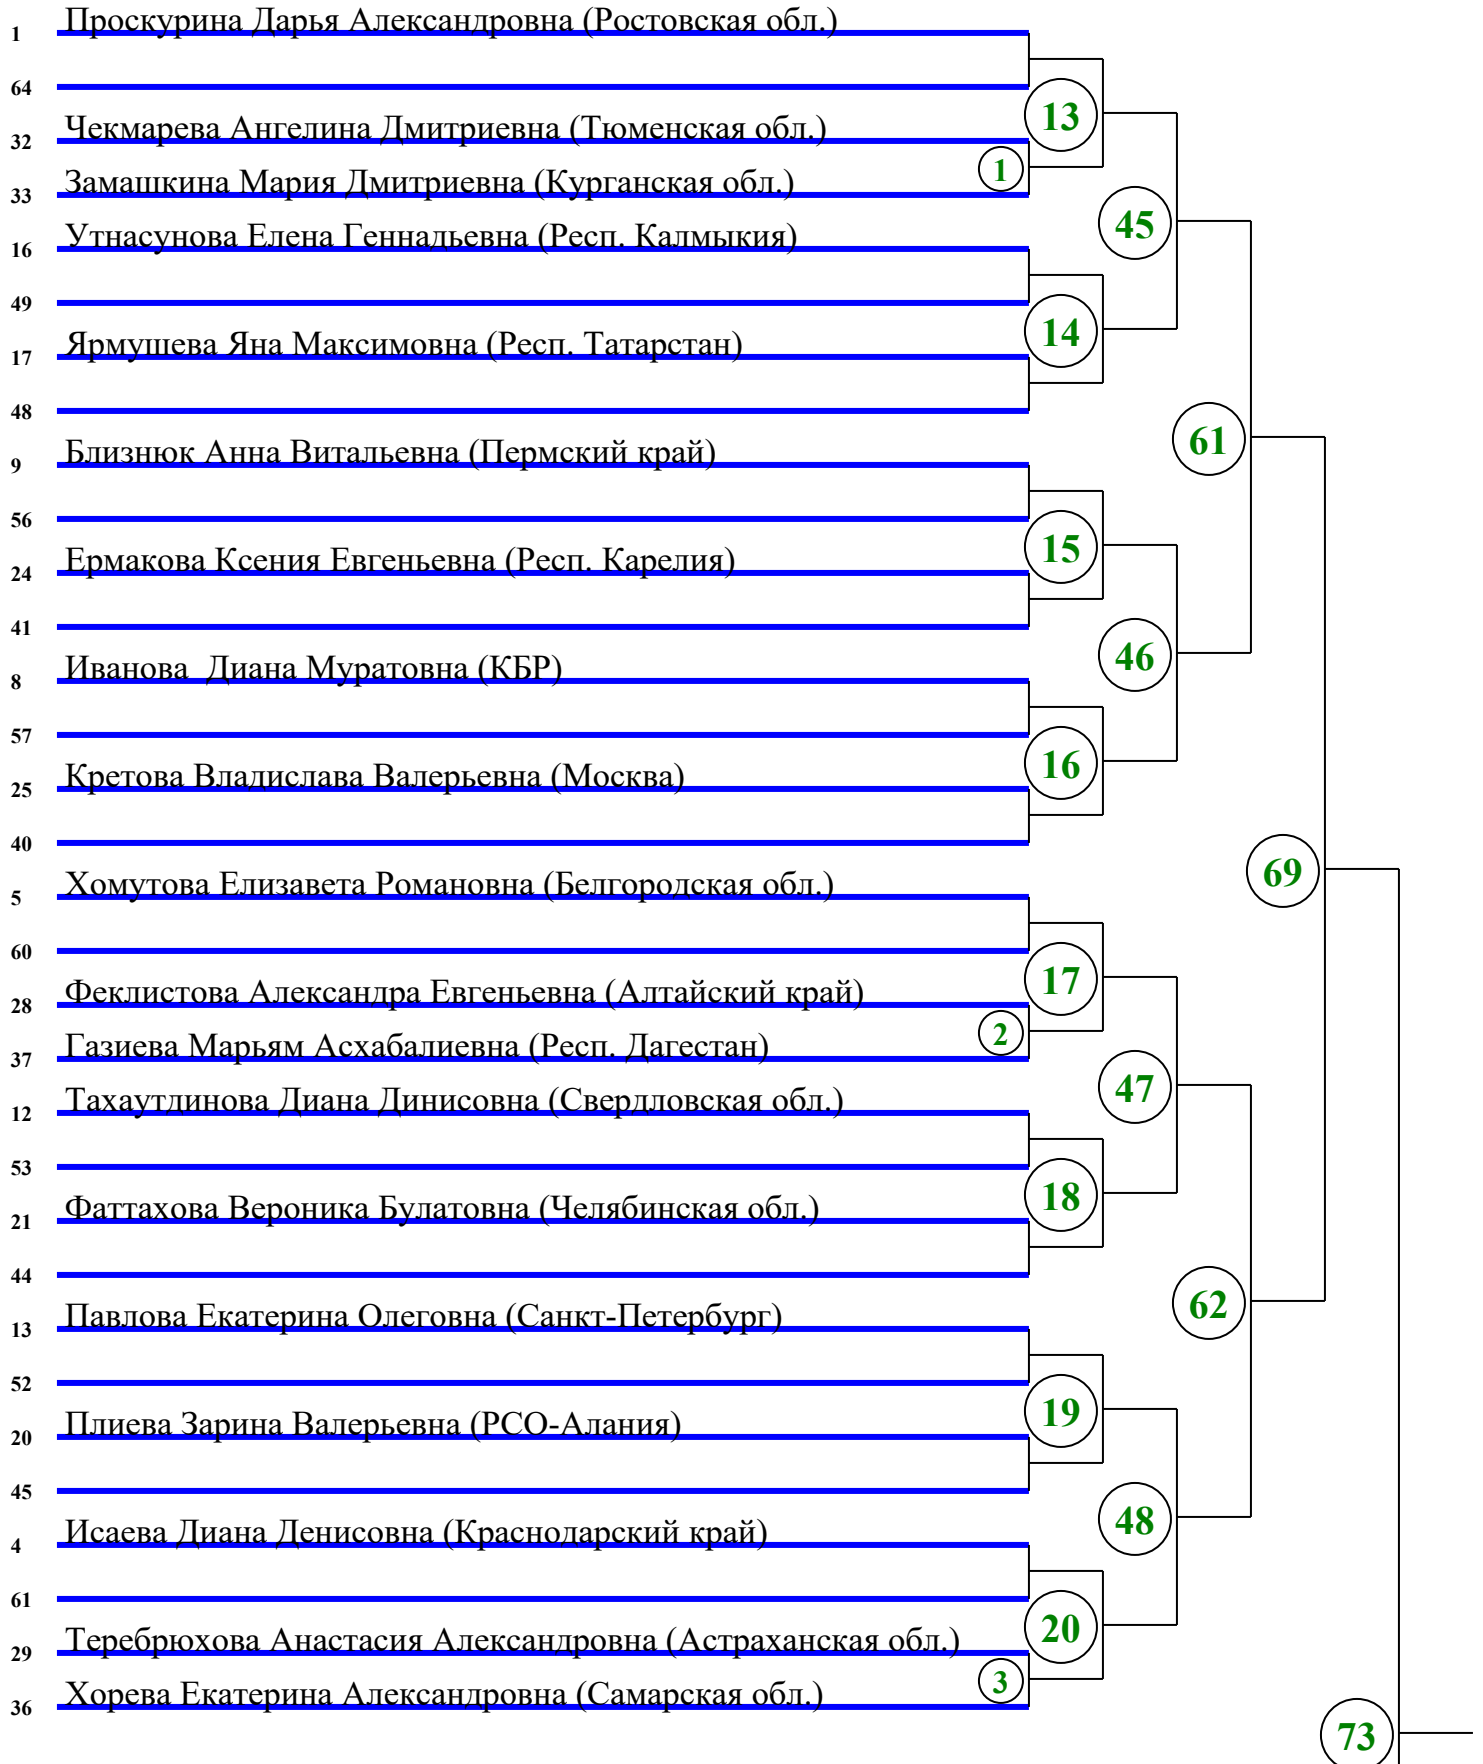 1 Проскурина Дарья Александровна (Ростовская обл.)
64
13
32 Чекмарева Ангелина Дмитриевна (Тюменская обл.)
1
33 Замашкина Мария Дмитриевна (Курганская обл.)
45
16 Утнасунова Елена Геннадьевна (Респ. Калмыкия)
49
14
17 Ярмушева Яна Максимовна (Респ. Татарстан)
48
61
9 Близнюк Анна Витальевна (Пермский край)
56
15
24 Ермакова Ксения Евгеньевна (Респ. Карелия)
41
46
8 Иванова Диана Муратовна (КБР)
57
16
25 Кретова Владислава Валерьевна (Москва)
40
69
5 Хомутова Елизавета Романовна (Белгородская обл.)
60
17
28 Феклистова Александра Евгеньевна (Алтайский край)
2
37 Газиева Марьям Асхабалиевна (Респ. Дагестан)
47
12 Тахаутдинова Диана Динисовна (Свердловская обл.)
53
18
21 Фаттахова Вероника Булатовна (Челябинская обл.)
44
62
13 Павлова Екатерина Олеговна (Санкт-Петербург)
52
19
20 Плиева Зарина Валерьевна (РСО-Алания)
45
48
4 Исаева Диана Денисовна (Краснодарский край)
61
20
29 Теребрюхова Анастасия Александровна (Астраханская обл.)
3
36 Хорева Екатерина Александровна (Самарская обл.)
73